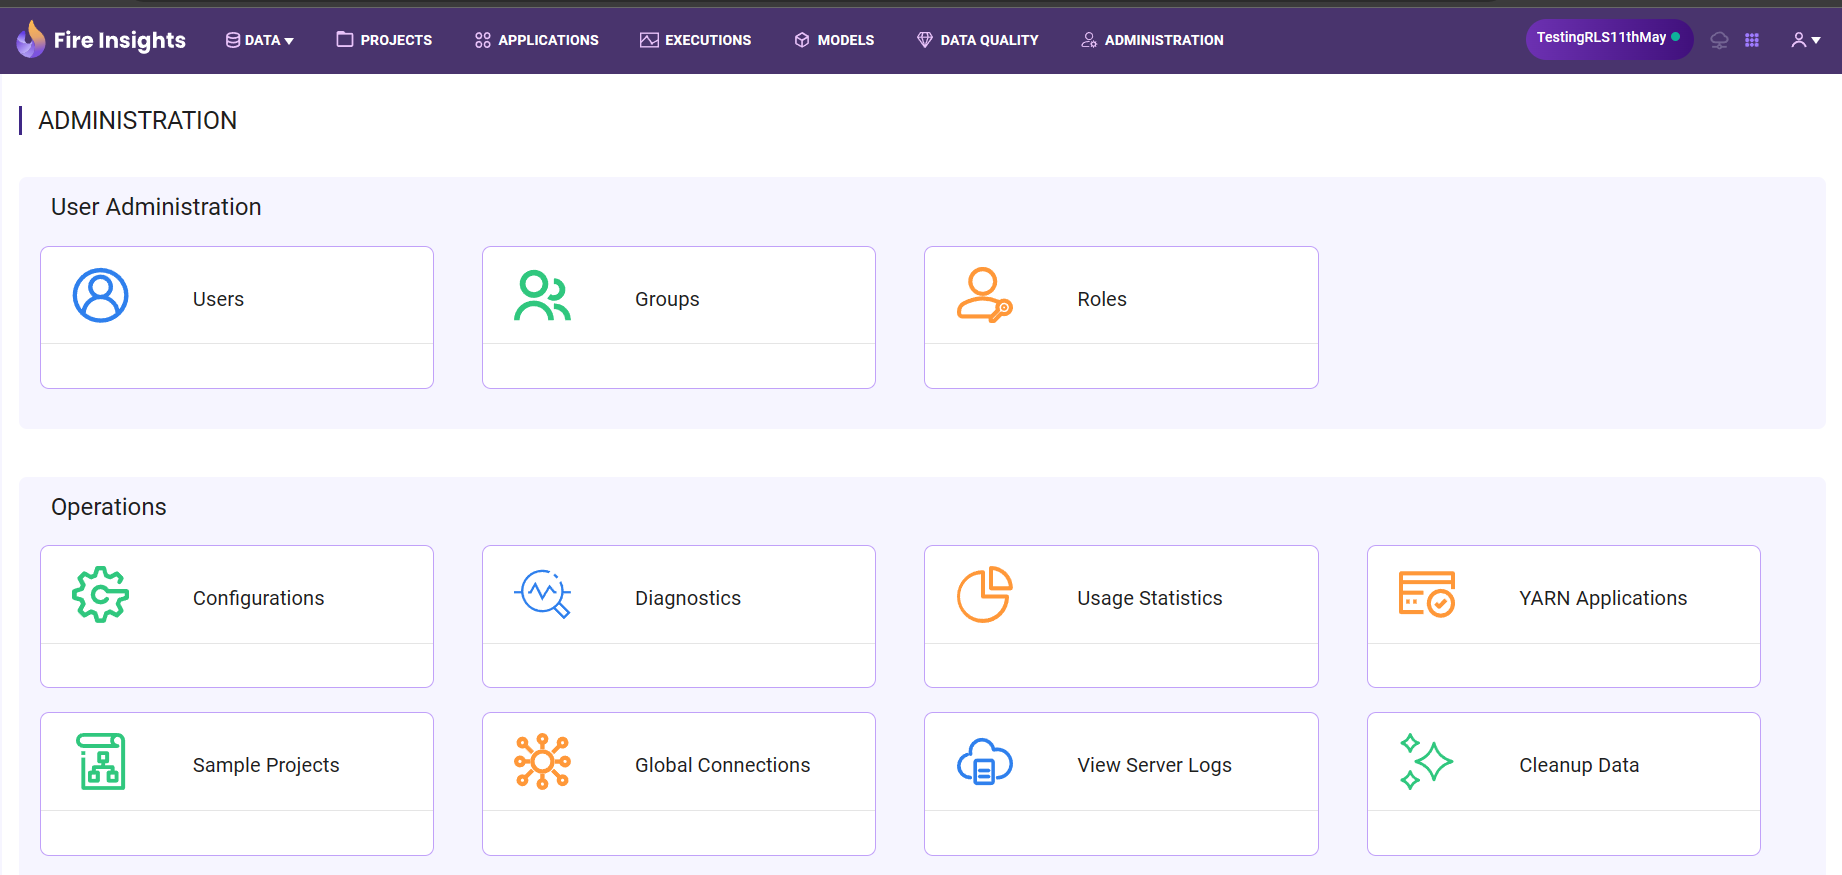 Fire Insights DATA PROJECTS APPLICATIONS EXECUTIONS MODELS DATA QUALITY ADMINISTRATION TestingRLS11thMay
ADMINISTRATION
User Administration
Users Groups Roles
Operations
Configurations Diagnostics Usage Statistics YARN Applications
Sample Projects Global Connections View Server Logs Cleanup Data